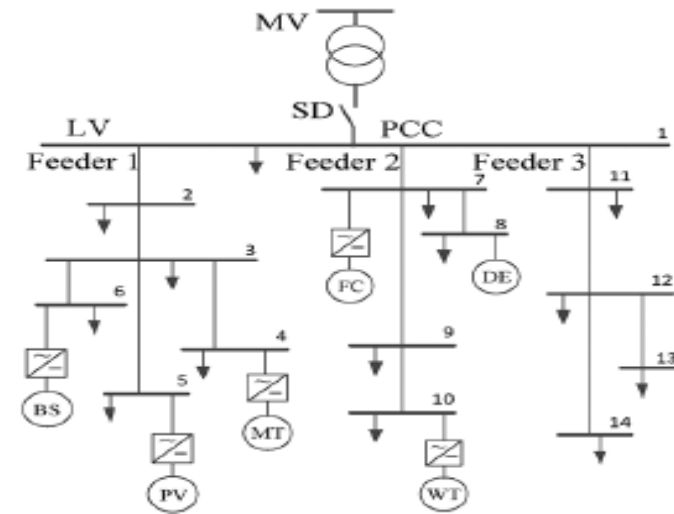 MV
SD
LV PCC 1
Feeder 1 Feeder 2 Feeder 3
7 11
2
8
3
FC DE
6 12
4 9
13
5 10
BS MT 14
PV WT